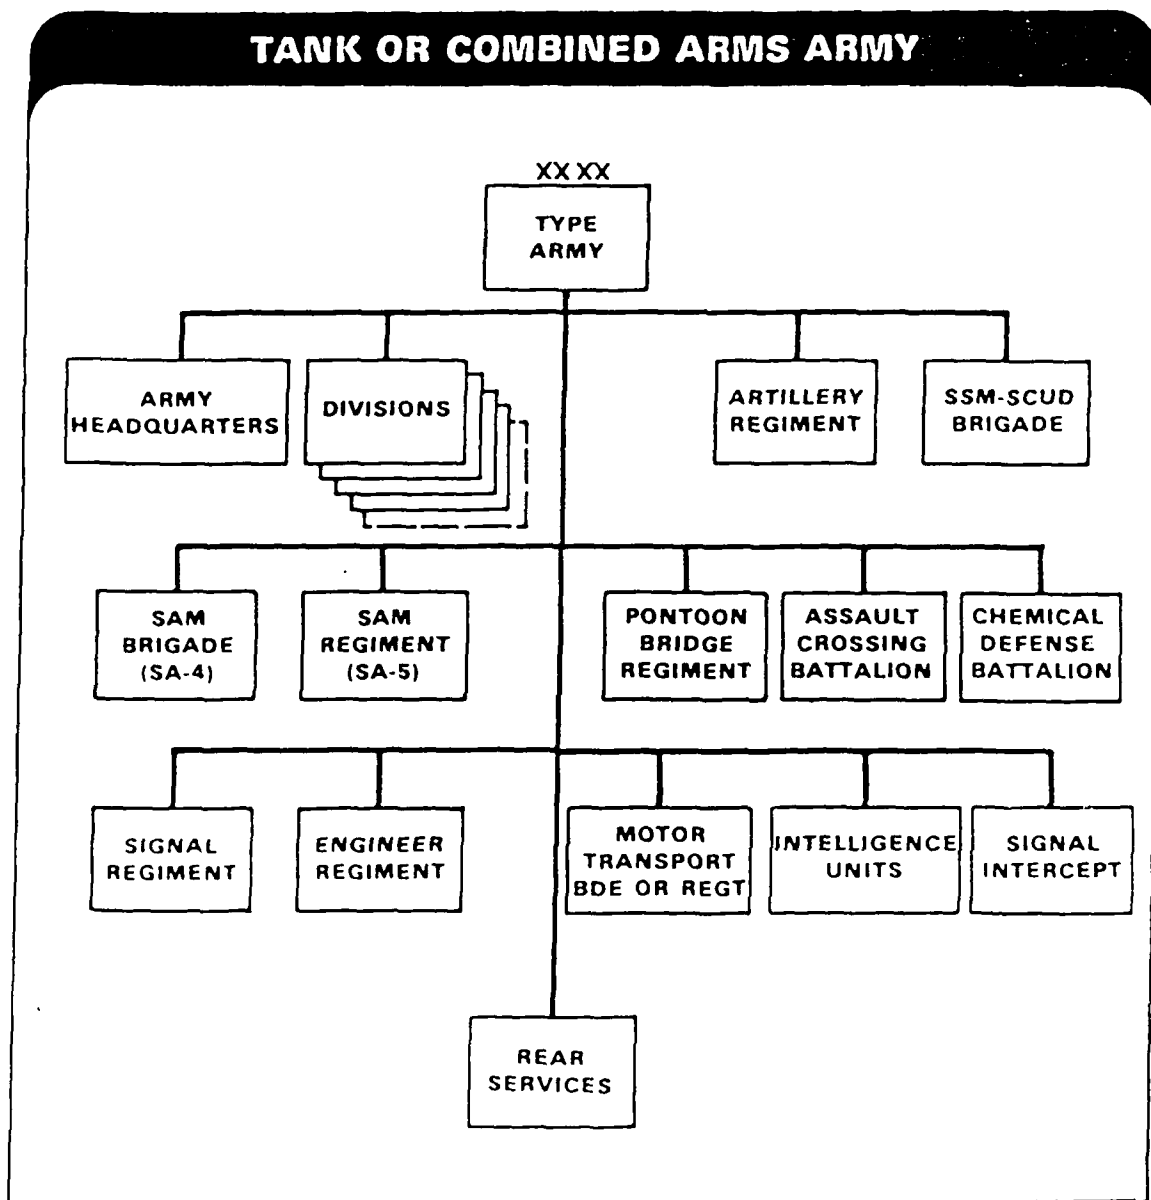 TANK OR COMBINED ARMS ARMY
XX XX
TYPE
ARMY
ARMY
HEADQUARTERS
DIVISIONS
ARTILLERY
REGIMENT
SSM-SCUD
BRIGADE
SAM
BRIGADE
(SA-4)
SAM
REGIMENT
(SA-5)
PONTOON
BRIDGE
REGIMENT
ASSAULT
CROSSING
BATTALION
CHEMICAL
DEFENSE
BATTALION
SIGNAL
REGIMENT
ENGINEER
REGIMENT
MOTOR
TRANSPORT
BDE OR REGT
INTELLIGENCE
UNITS
SIGNAL
INTERCEPT
REAR
SERVICES